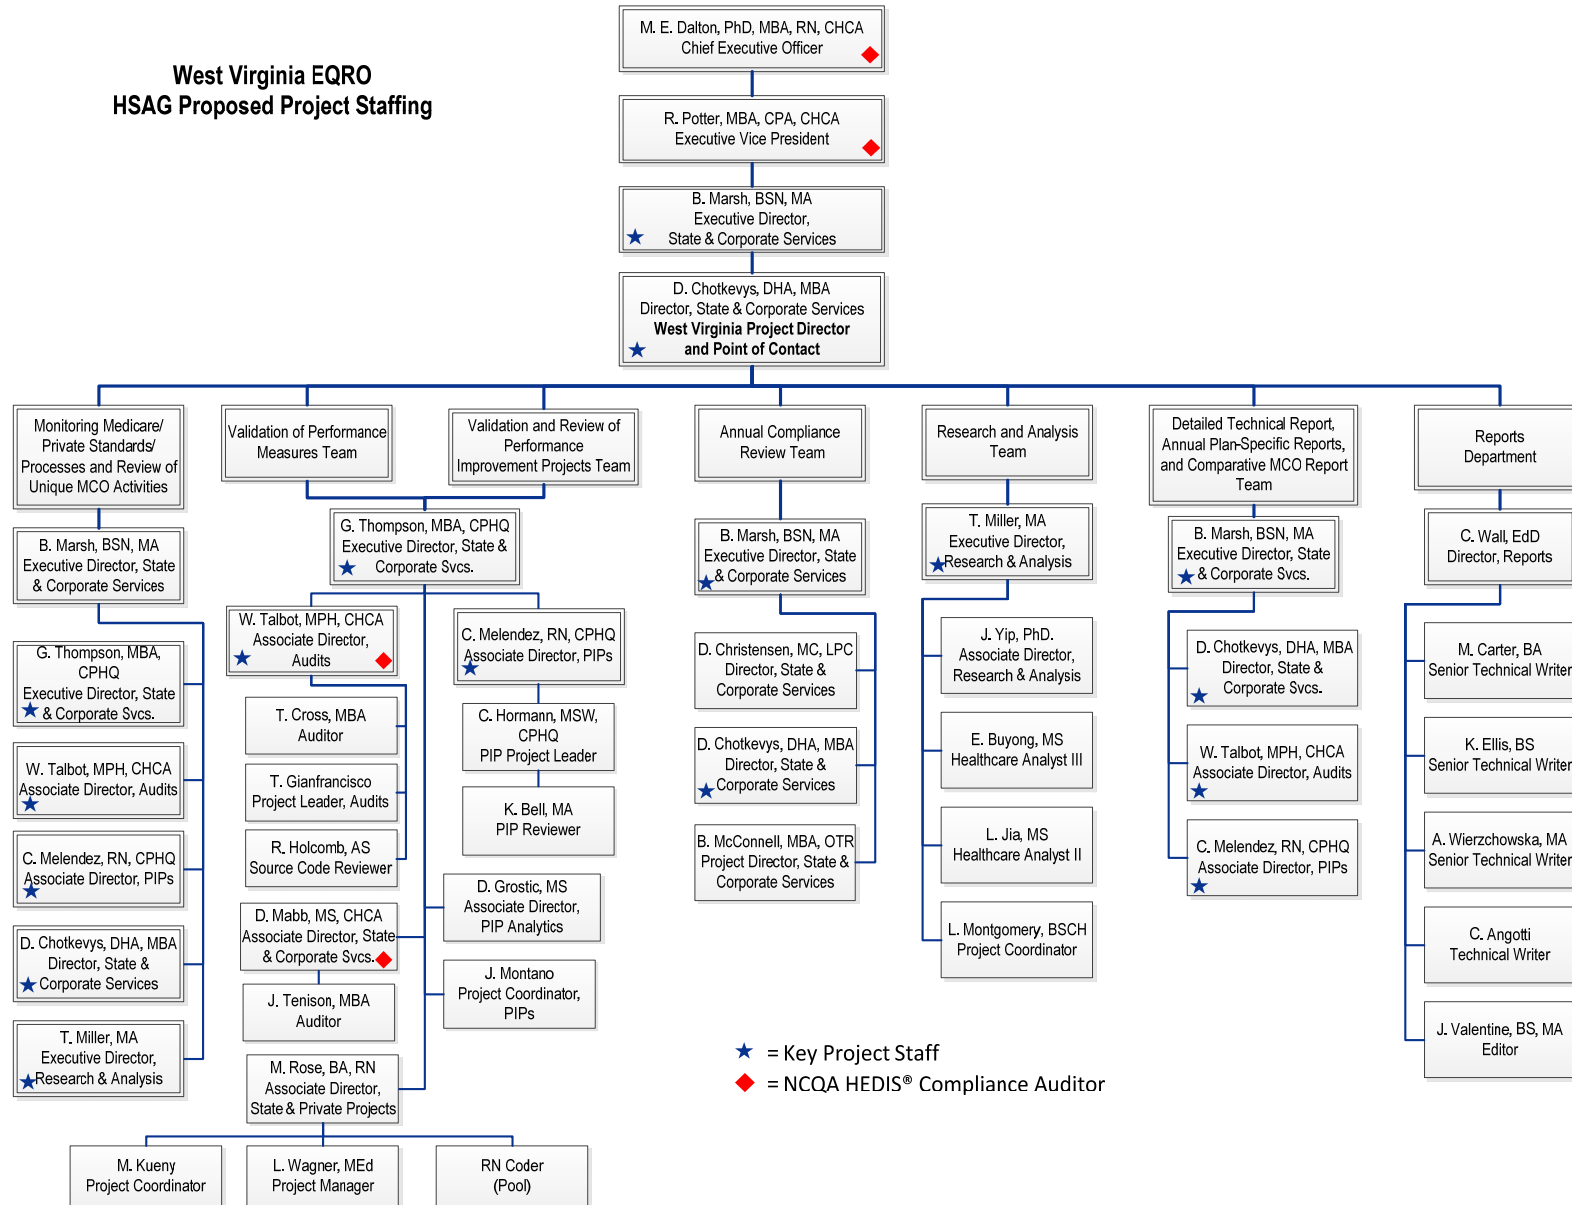 West Virginia EQRO
HSAG Proposed Project Staffing
M. E. Dalton, PhD, MBA, RN, CHCA
Chief Executive Officer
R. Potter, MBA, CPA, CHCA
Executive Vice President
B. Marsh, BSN, MA
Executive Director,
State & Corporate Services
D. Chotkevys, DHA, MBA
Director, State & Corporate Services
West Virginia Project Director
and Point of Contact
Monitoring Medicare/
Private Standards/
Processes and Review of
Unique MCO Activities
B. Marsh, BSN, MA
Executive Director, State
& Corporate Services
G. Thompson, MBA,
CPHQ
Executive Director, State
& Corporate Svcs.
W. Talbot, MPH, CHCA
Associate Director, Audits
C. Melendez, RN, CPHQ
Associate Director, PIPs
D. Chotkevys, DHA, MBA
Director, State &
Corporate Services
T. Miller, MA
Executive Director,
Research & Analysis
Validation of Performance
Measures Team
Validation and Review of
Performance
Improvement Projects Team
G. Thompson, MBA, CPHQ
Executive Director, State &
Corporate Svcs.
W. Talbot, MPH, CHCA
Associate Director,
Audits
T. Cross, MBA
Auditor
T. Gianfrancisco
Project Leader, Audits
R. Holcomb, AS
Source Code Reviewer
D. Mabb, MS, CHCA
Associate Director, State
& Corporate Svcs.
J. Tenison, MBA
Auditor
M. Rose, BA, RN
Associate Director,
State & Private Projects
M. Kueny
Project Coordinator
L. Wagner, MEd
Project Manager
RN Coder
(Pool)
C. Melendez, RN, CPHQ
Associate Director, PIPs
C. Hormann, MSW,
CPHQ
PIP Project Leader
K. Bell, MA
PIP Reviewer
D. Grostic, MS
Associate Director,
PIP Analytics
J. Montano
Project Coordinator,
PIPs
Annual Compliance
Review Team
B. Marsh, BSN, MA
Executive Director, State
& Corporate Services
D. Christensen, MC, LPC
Director, State &
Corporate Services
D. Chotkevys, DHA, MBA
Director, State &
Corporate Services
B. McConnell, MBA, OTR
Project Director, State &
Corporate Services
Research and Analysis
Team
T. Miller, MA
Executive Director,
Research & Analysis
J. Yip, PhD.
Associate Director,
Research & Analysis
E. Buyong, MS
Healthcare Analyst III
L. Jia, MS
Healthcare Analyst II
L. Montgomery, BSCH
Project Coordinator
Detailed Technical Report,
Annual Plan-Specific Reports,
and Comparative MCO Report
Team
B. Marsh, BSN, MA
Executive Director, State
& Corporate Svcs.
D. Chotkevys, DHA, MBA
Director, State &
Corporate Svcs.
W. Talbot, MPH, CHCA
Associate Director, Audits
C. Melendez, RN, CPHQ
Associate Director, PIPs
Reports
Department
C. Wall, EdD
Director, Reports
M. Carter, BA
Senior Technical Writer
K. Ellis, BS
Senior Technical Writer
A. Wierzchowska, MA
Senior Technical Writer
C. Angotti
Technical Writer
J. Valentine, BS, MA
Editor
= Key Project Staff
= NCQA HEDIS® Compliance Auditor